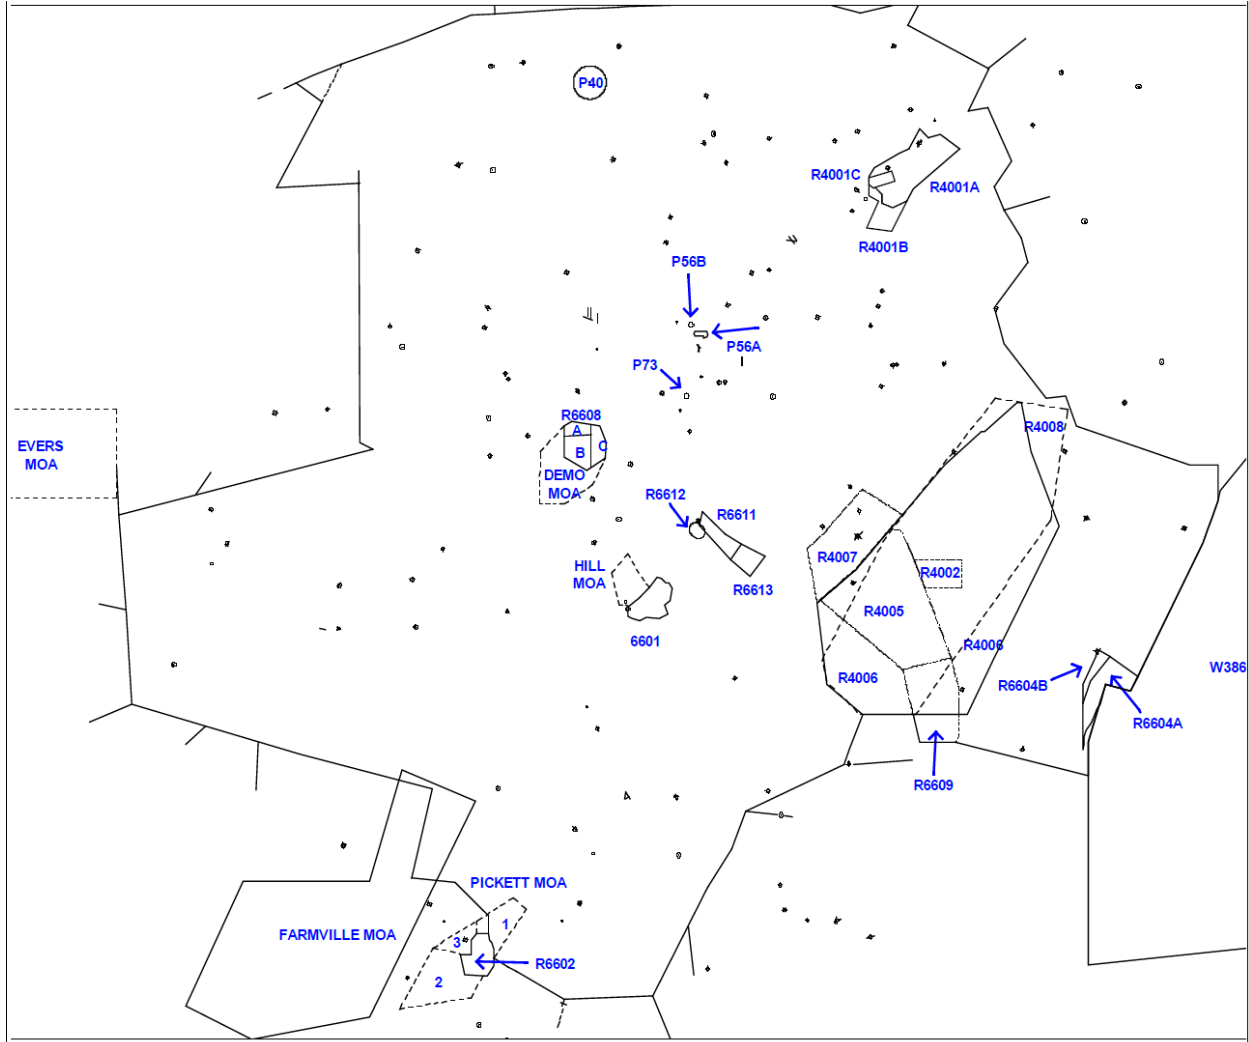 P40
R4001C
R4001A
R4001B
P56B
P56A
P73
R6608
A
B
C
R4008
EVERS
MOA
DEMO
MOA
R6612
R6611
R4007
HILL
MOA
R4002
R6613
R4005
6601
R4006
R4006
R6604B
W386
R6604A
R6609
PICKETT MOA
1
FARMVILLE MOA
3
R6602
2